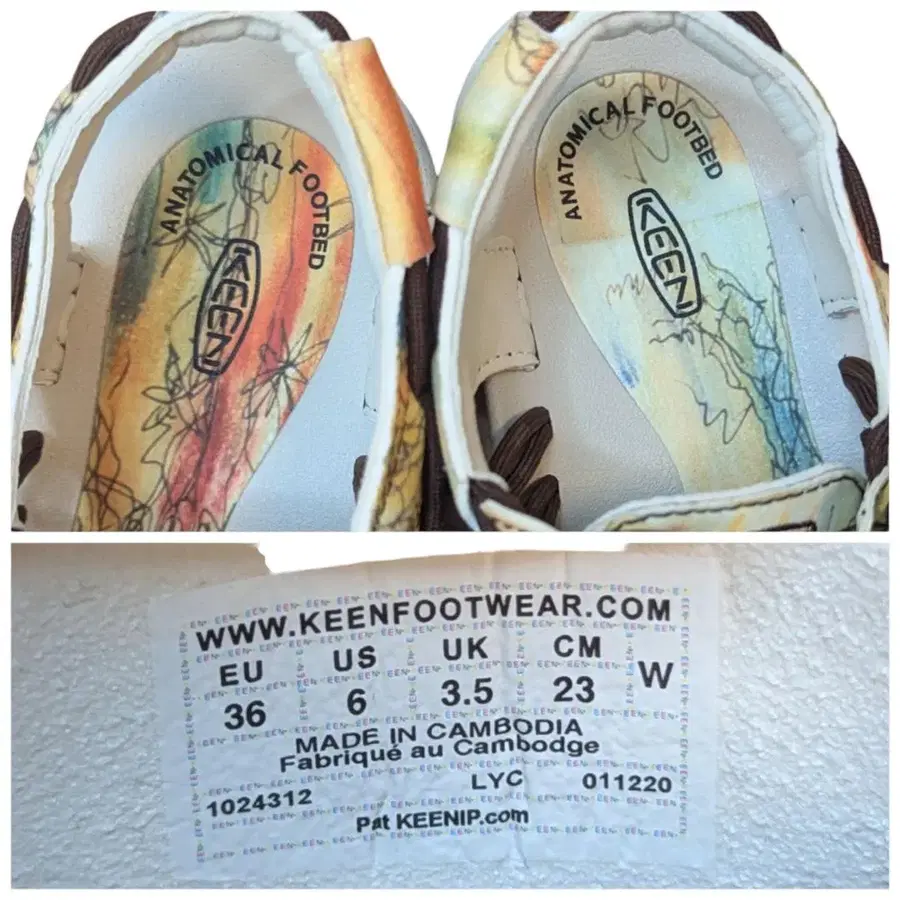 ANATOMICAL FOOTBED
KEEN
ANATOMICAL FOOTBED
KEEN
WWW.KEENFOOTWEAR.COM
EU US UK CM W
36 6 3.5 23
MADE IN CAMBODIA
Fabriqué au Cambodge
1024312 LYC 011220
Pat KEENIP.com